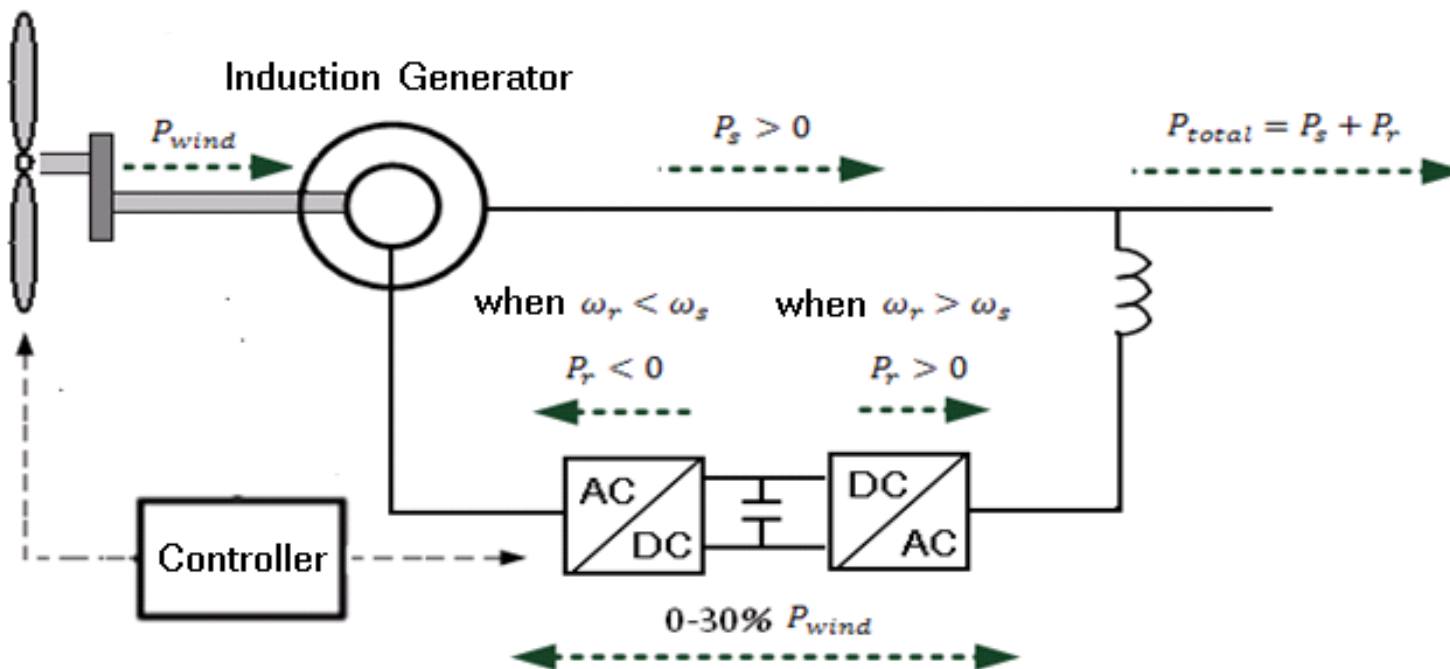 Induction Generator
P_wind
P_s > 0
P_total = P_s + P_r
when ω_r < ω_s
when ω_r > ω_s
P_r < 0
P_r > 0
AC
DC
DC
AC
Controller
0-30% P_wind